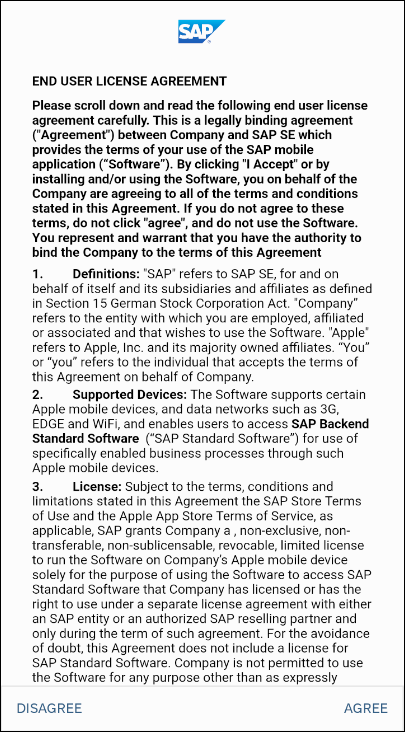 SAP
END USER LICENSE AGREEMENT
Please scroll down and read the following end user license
agreement carefully. This is a legally binding agreement
("Agreement") between Company and SAP SE which
provides the terms of your use of the SAP mobile
application (“Software”). By clicking "I Accept" or by
installing and/or using the Software, you on behalf of the
Company are agreeing to all of the terms and conditions
stated in this Agreement. If you do not agree to these
terms, do not click "agree", and do not use the Software.
You represent and warrant that you have the authority to
bind the Company to the terms of this Agreement
1. Definitions: "SAP" refers to SAP SE, for and on
behalf of itself and its subsidiaries and affiliates as defined
in Section 15 German Stock Corporation Act. "Company”
refers to the entity with which you are employed, affiliated
or associated and that wishes to use the Software. "Apple"
refers to Apple, Inc. and its majority owned affiliates. “You”
or “you” refers to the individual that accepts the terms of
this Agreement on behalf of Company.
2. Supported Devices: The Software supports certain
Apple mobile devices, and data networks such as 3G,
EDGE and WiFi, and enables users to access SAP Backend
Standard Software (“SAP Standard Software”) for use of
specifically enabled business processes through such
Apple mobile devices.
3. License: Subject to the terms, conditions and
limitations stated in this Agreement the SAP Store Terms
of Use and the Apple App Store Terms of Service, as
applicable, SAP grants Company a , non-exclusive, non-
transferable, non-sublicensable, revocable, limited license
to run the Software on Company's Apple mobile device
solely for the purpose of using the Software to access SAP
Standard Software that Company has licensed or has the
right to use under a separate license agreement with either
an SAP entity or an authorized SAP reselling partner and
only during the term of such agreement. For the avoidance
of doubt, this Agreement does not include a license for
SAP Standard Software. Company is not permitted to use
the Software for any purpose other than as expressly
DISAGREE
AGREE